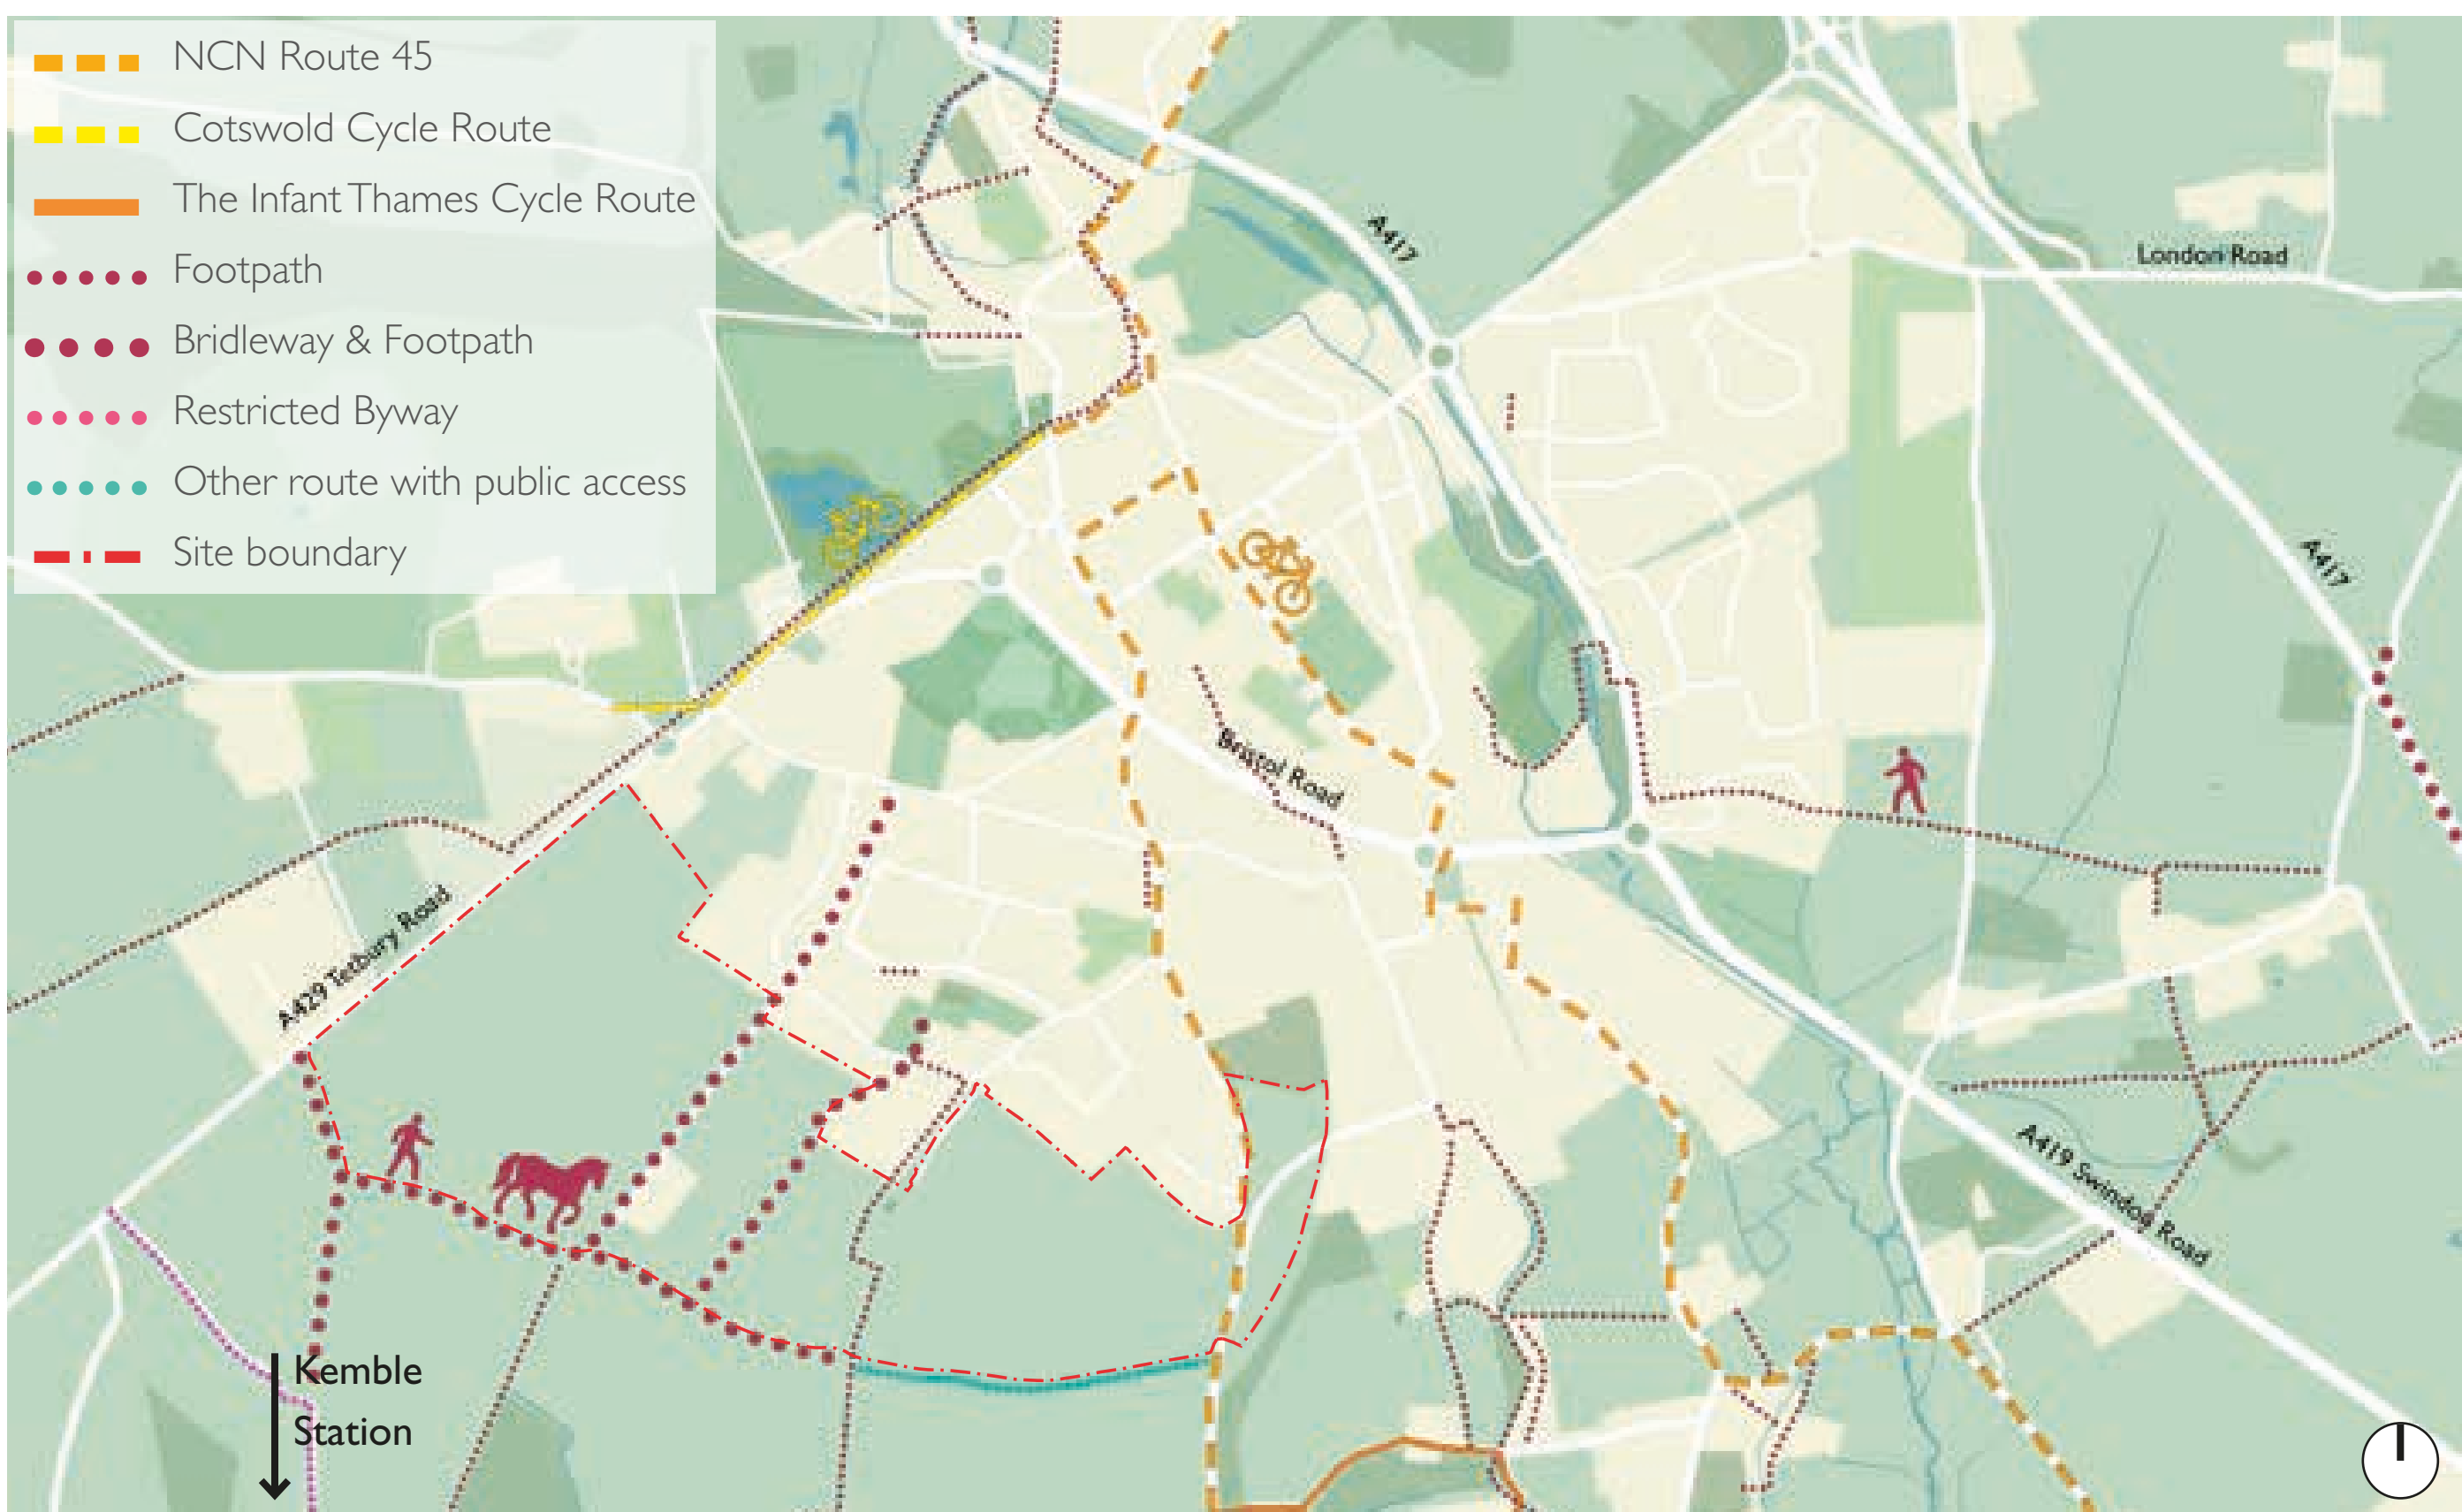 NCN Route 45
Cotswold Cycle Route
The Infant Thames Cycle Route
Footpath
Bridleway & Footpath
Restricted Byway
Other route with public access
Site boundary
A417
London Road
A417
Bristol Road
A429 Tetbury Road
A419 Swindon Road
Kemble
Station